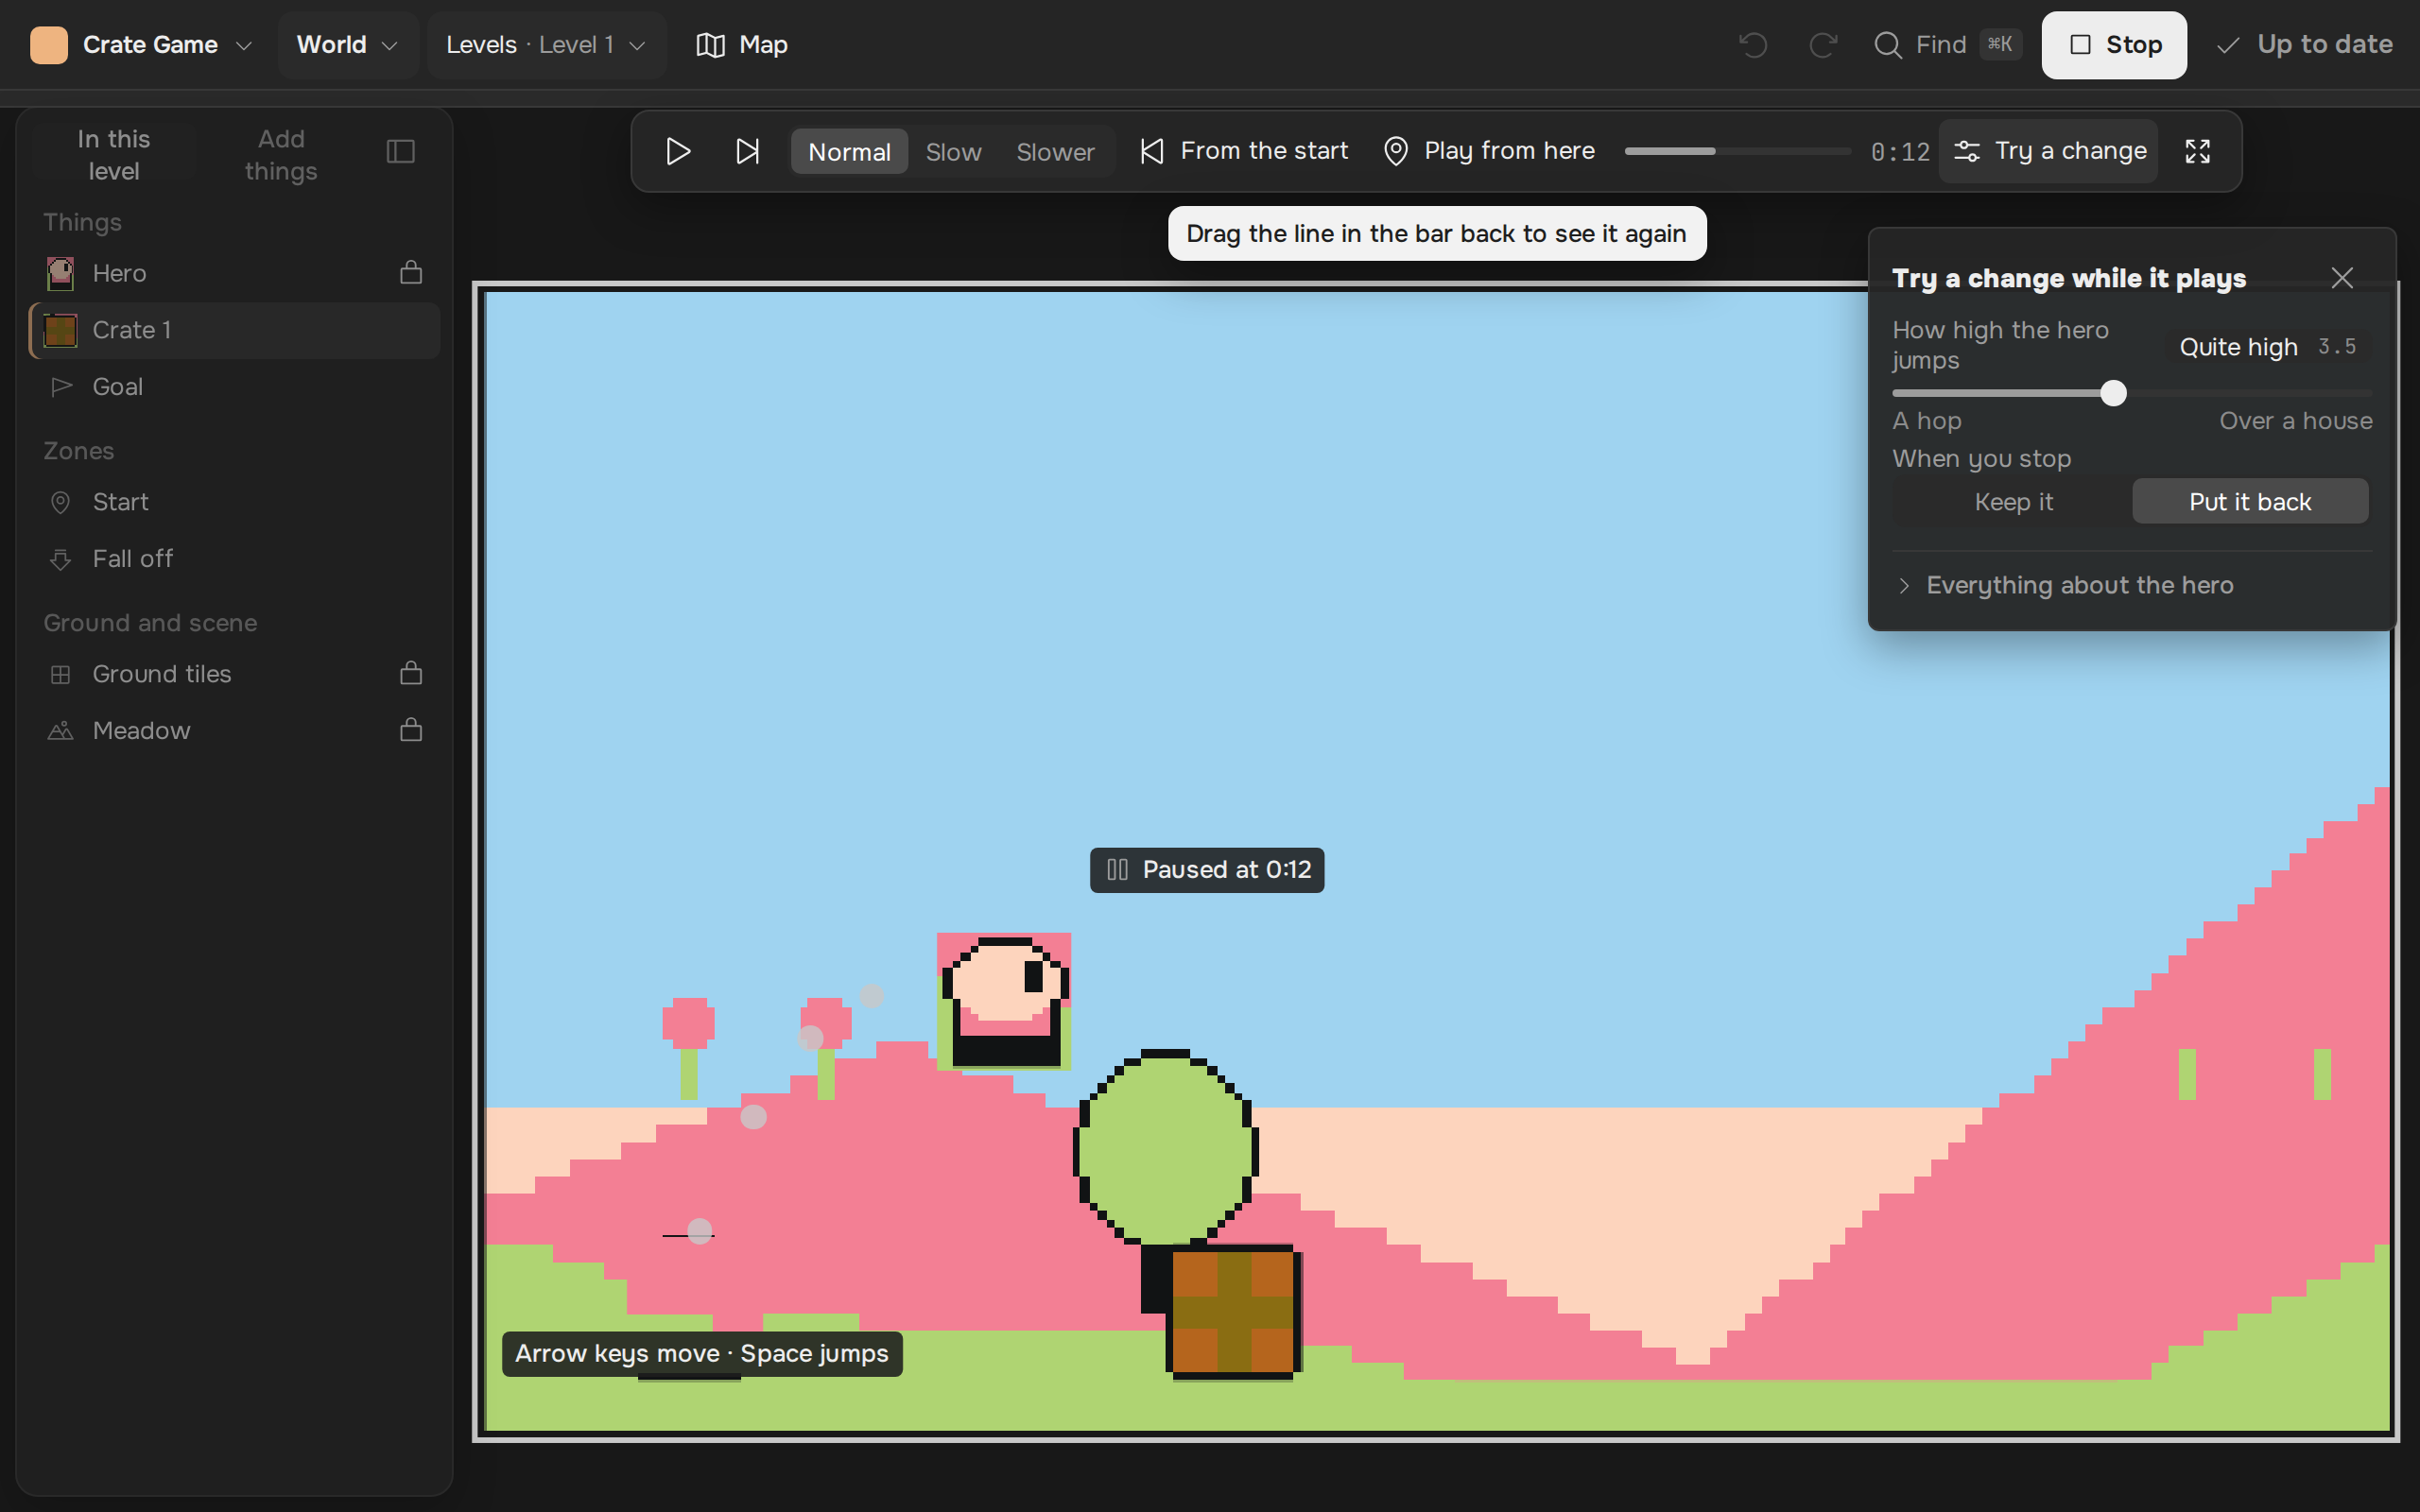 Crate Game
World
Levels · Level 1
Map
Find ⌘K
Stop
Up to date
In this level
Add things
Normal
Slow
Slower
From the start
Play from here
0:12
Try a change
Drag the line in the bar back to see it again
Things
Hero
Crate 1
Goal
Zones
Start
Fall off
Ground and scene
Ground tiles
Meadow
Try a change while it plays
How high the hero jumps
Quite high 3.5
A hop
Over a house
When you stop
Keep it
Put it back
Everything about the hero
Paused at 0:12
Arrow keys move · Space jumps